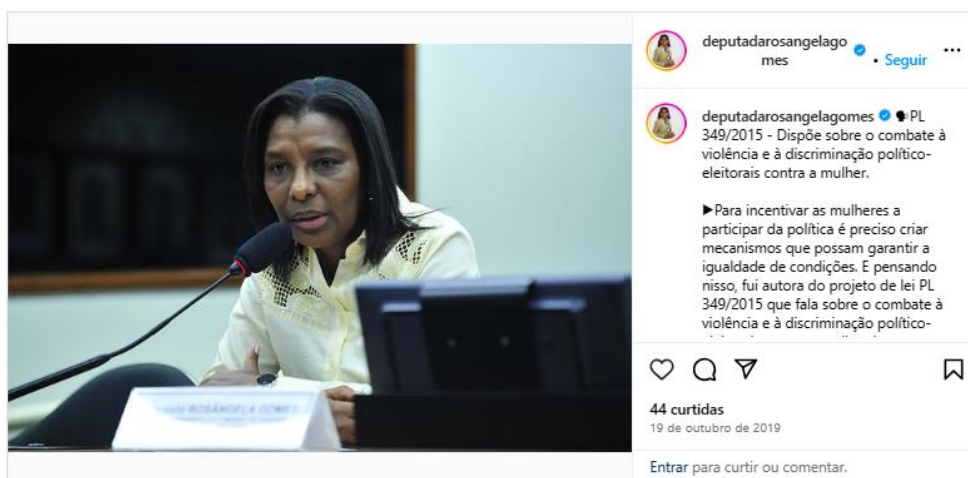 deputadarosangelago
mes
• Seguir
deputadarosangelagomes 🗣PL
349/2015 - Dispõe sobre o combate à
violência e à discriminação político-
eleitorais contra a mulher.
▶Para incentivar as mulheres a
participar da política é preciso criar
mecanismos que possam garantir a
igualdade de condições. E pensando
nisso, fui autora do projeto de lei PL
349/2015 que fala sobre o combate à
violência e à discriminação político-
44 curtidas
19 de outubro de 2019
Entrar para curtir ou comentar.
ROSÂNGELA GOMES